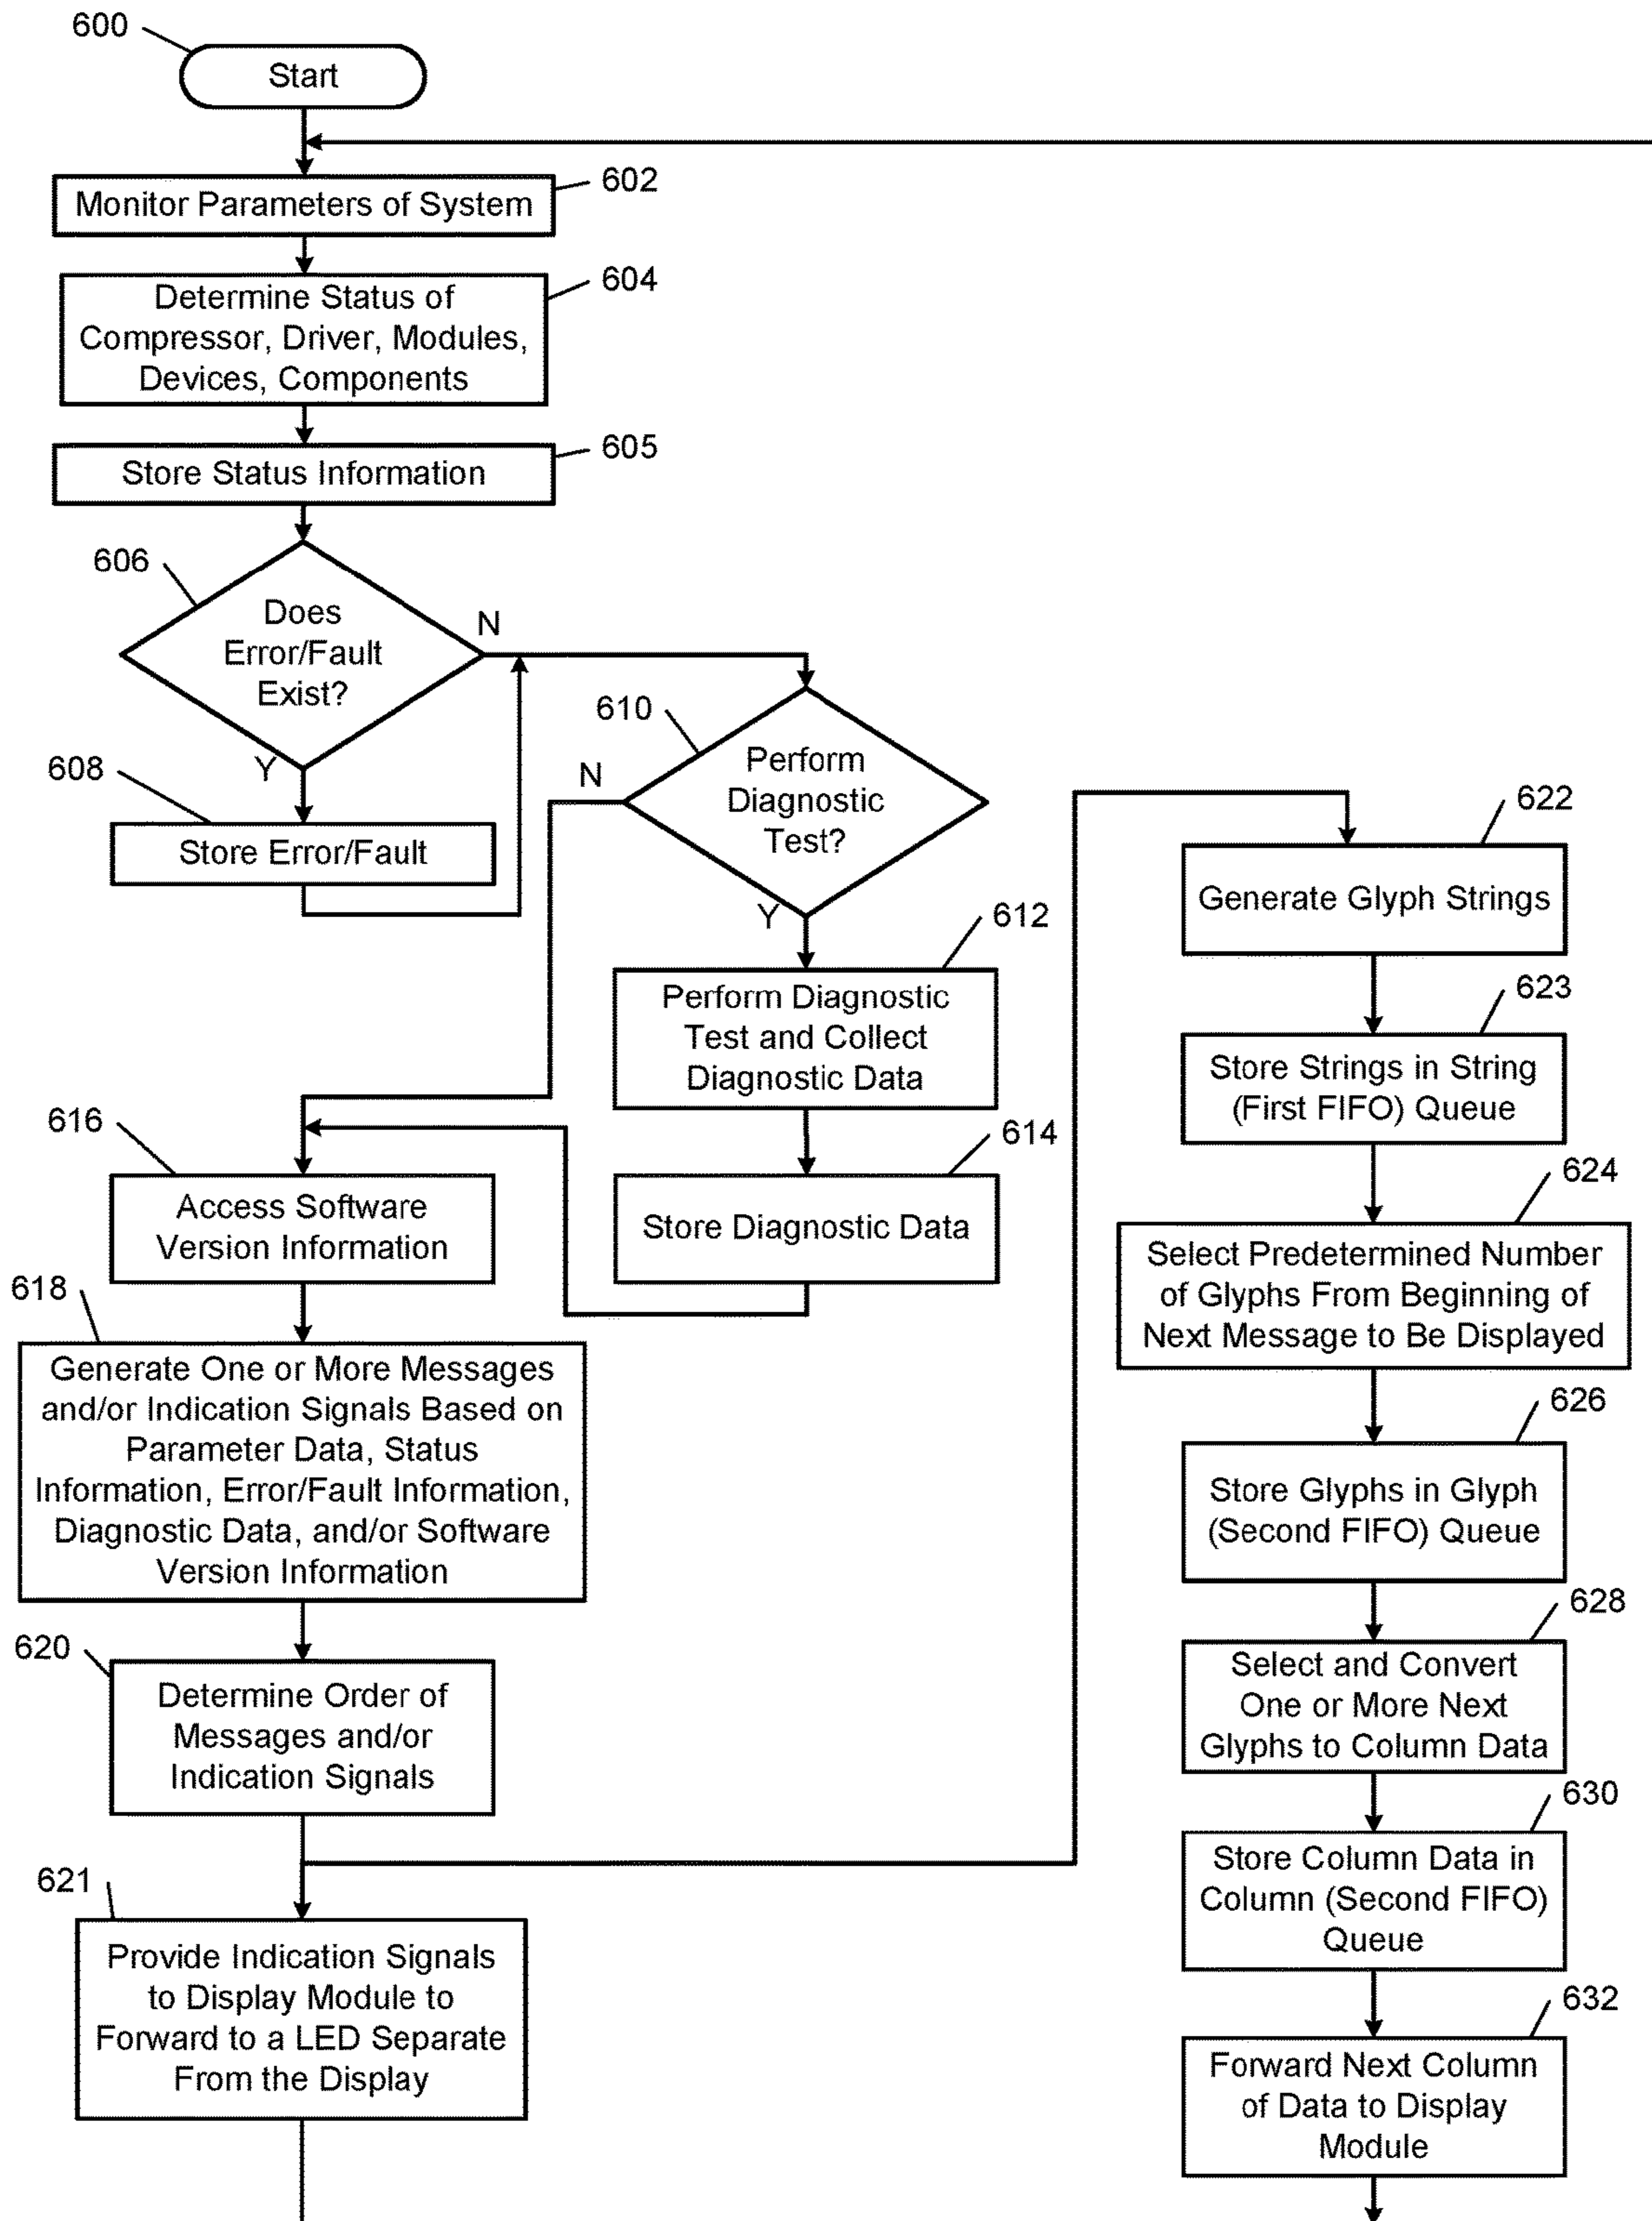 600
Start
Monitor Parameters of System
602
Determine Status of
Compressor, Driver, Modules,
Devices, Components
604
Store Status Information
605
606
Does
Error/Fault
Exist?
N
Y
608
Store Error/Fault
610
Perform
Diagnostic
Test?
N
Y
612
Perform Diagnostic
Test and Collect
Diagnostic Data
614
Store Diagnostic Data
616
Access Software
Version Information
618
Generate One or More Messages
and/or Indication Signals Based on
Parameter Data, Status
Information, Error/Fault Information,
Diagnostic Data, and/or Software
Version Information
620
Determine Order of
Messages and/or
Indication Signals
621
Provide Indication Signals
to Display Module to
Forward to a LED Separate
From the Display
622
Generate Glyph Strings
623
Store Strings in String
(First FIFO) Queue
624
Select Predetermined Number
of Glyphs From Beginning of
Next Message to Be Displayed
626
Store Glyphs in Glyph
(Second FIFO) Queue
628
Select and Convert
One or More Next
Glyphs to Column Data
630
Store Column Data in
Column (Second FIFO)
Queue
632
Forward Next Column
of Data to Display
Module